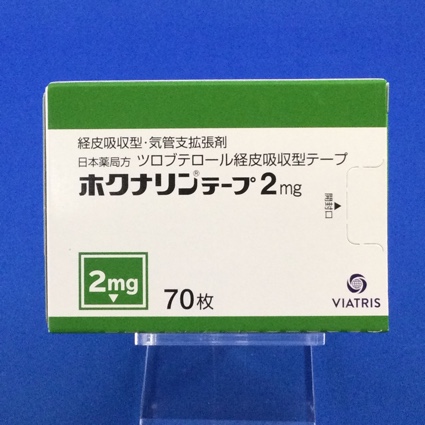 経皮吸収型・気管支拡張剤
日本薬局方 ツロブテロール経皮吸収型テープ
ホクナリン®テープ2mg
開封口
2mg
70枚
VIATRIS